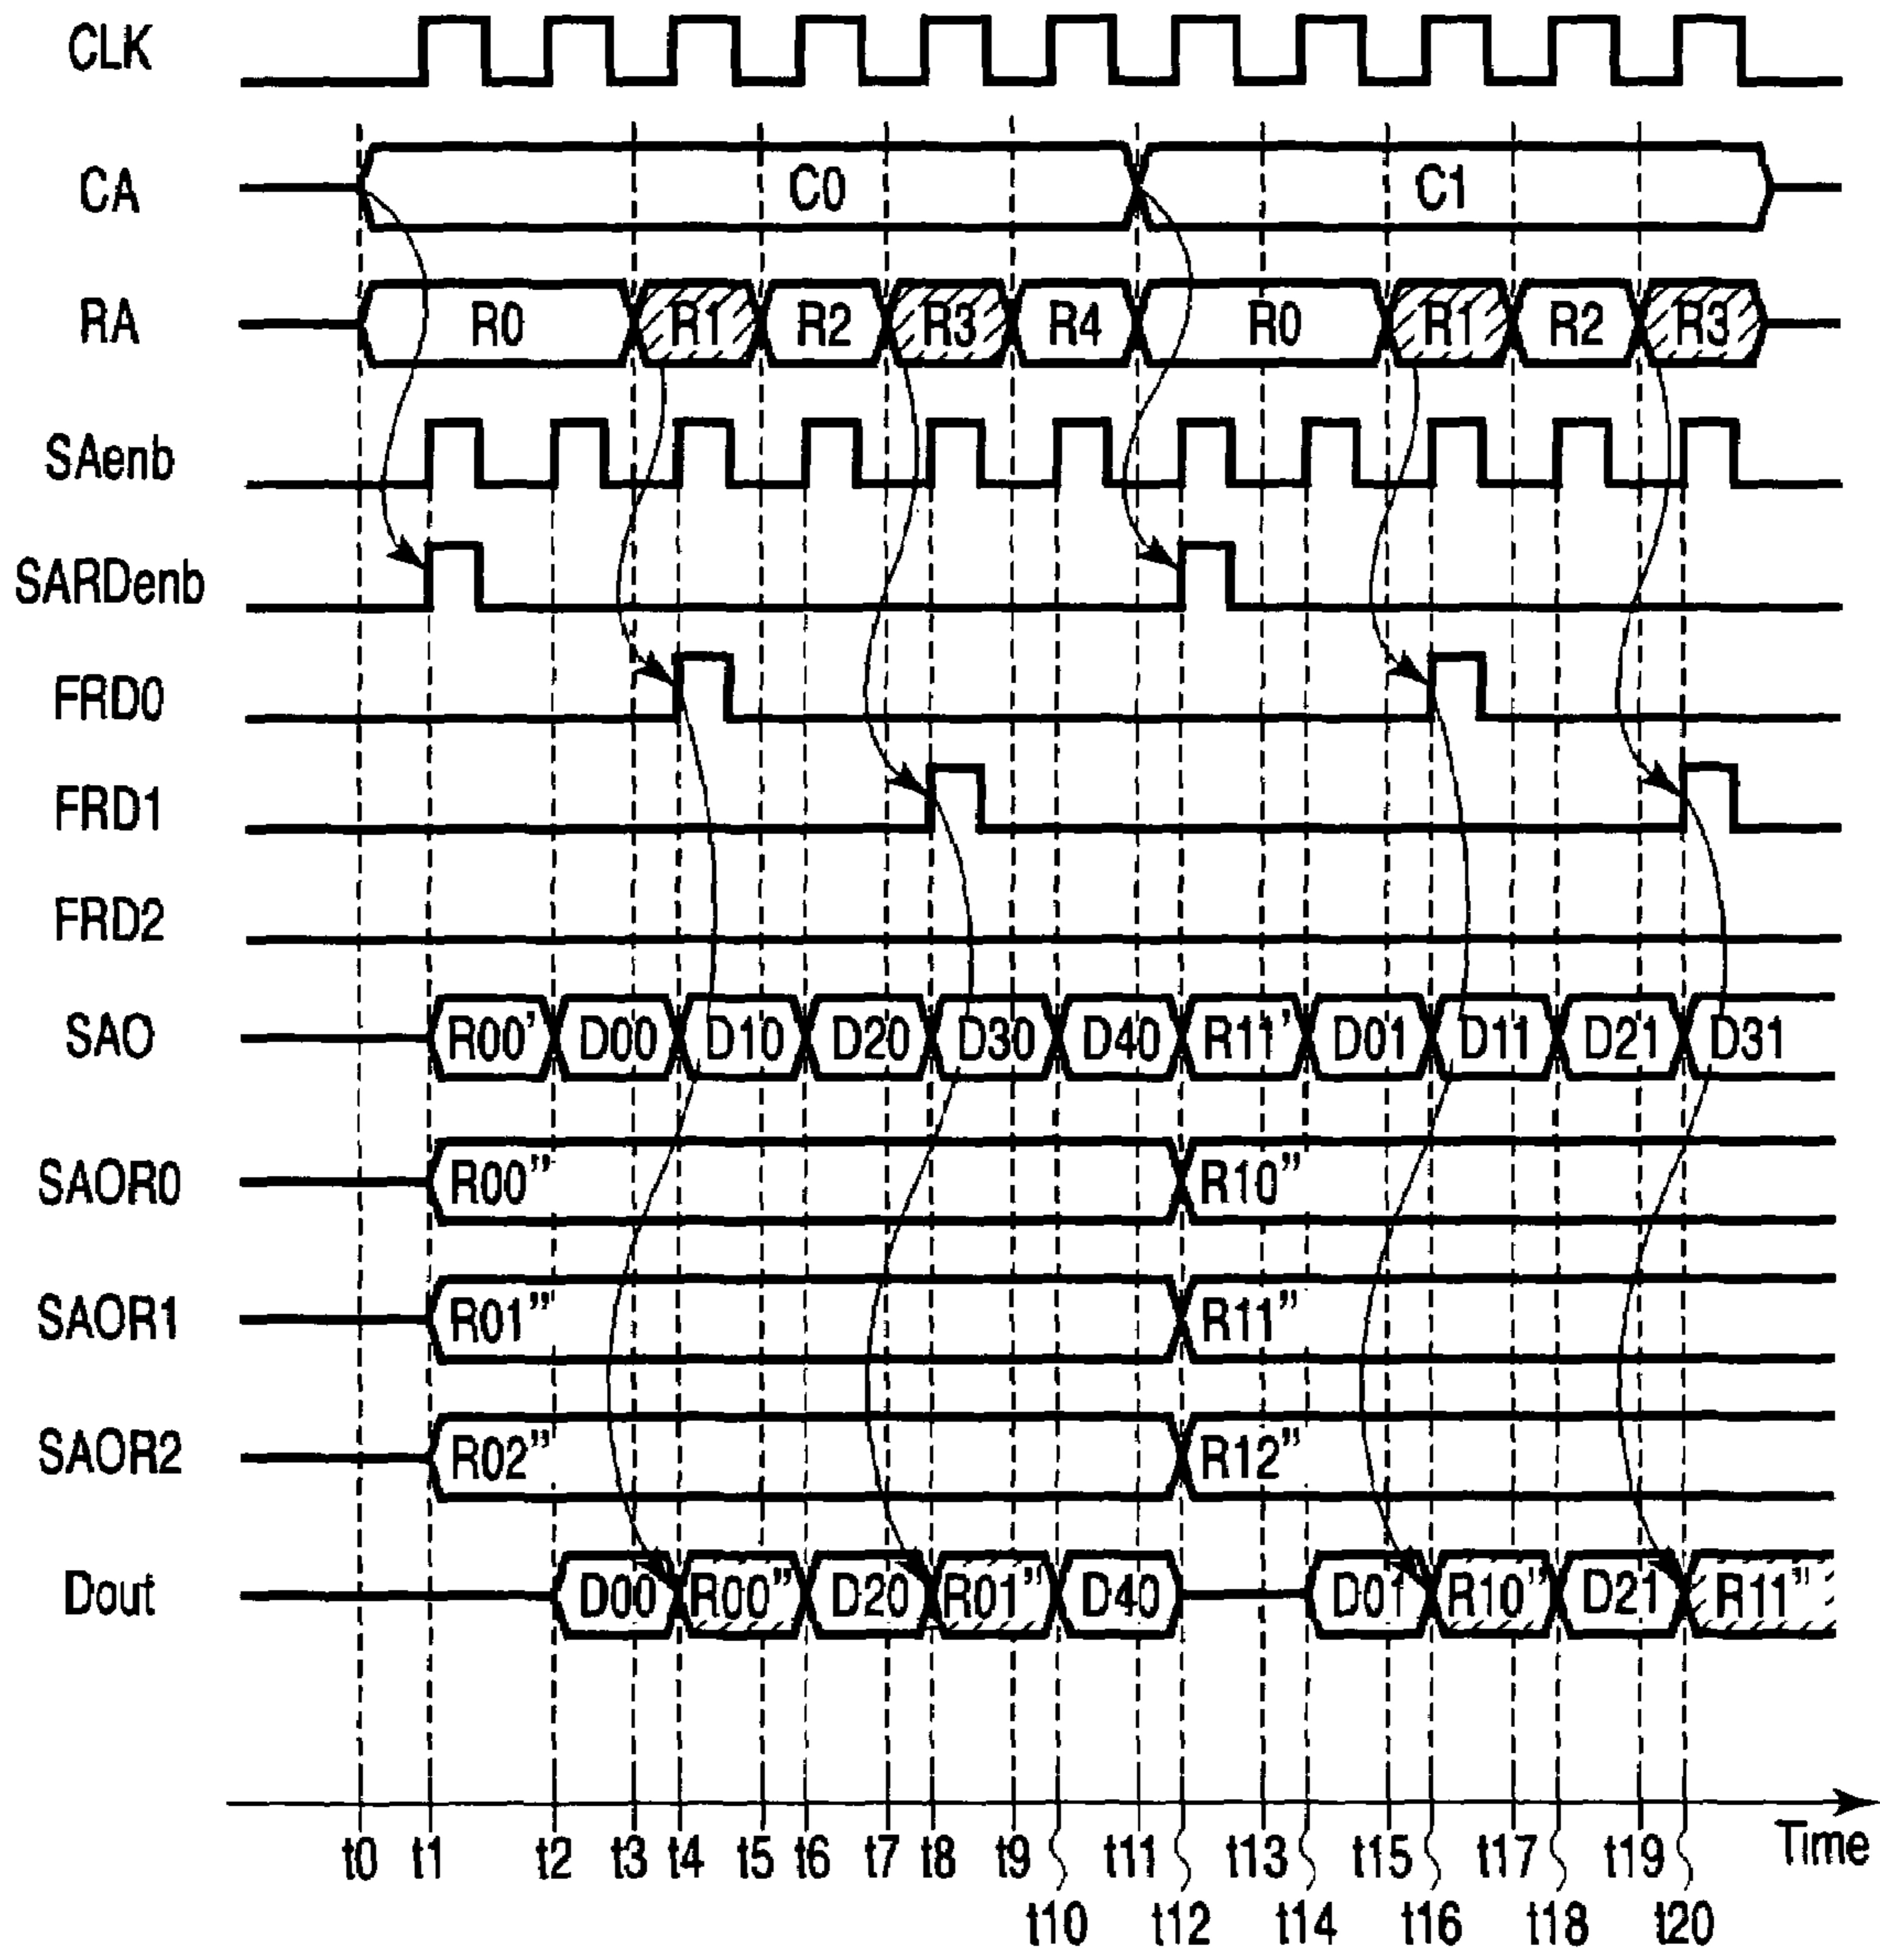 CLK
CA C0 C1
RA R0 R1 R2 R3 R4 R0 R1 R2 R3
SAenb
SARDenb
FRD0
FRD1
FRD2
SAO R00' D00 D10 D20 D30 D40 R11' D01 D11 D21 D31
SAOR0 R00" R10"
SAOR1 R01" R11"
SAOR2 R02" R12"
Dout D00 R00" D20 R01" D40 D01 R10" D21 R11"
t0 t1 t2 t3 t4 t5 t6 t7 t8 t9 t11 t13 t15 t17 t19 Time
t10 t12 t14 t16 t18 t20